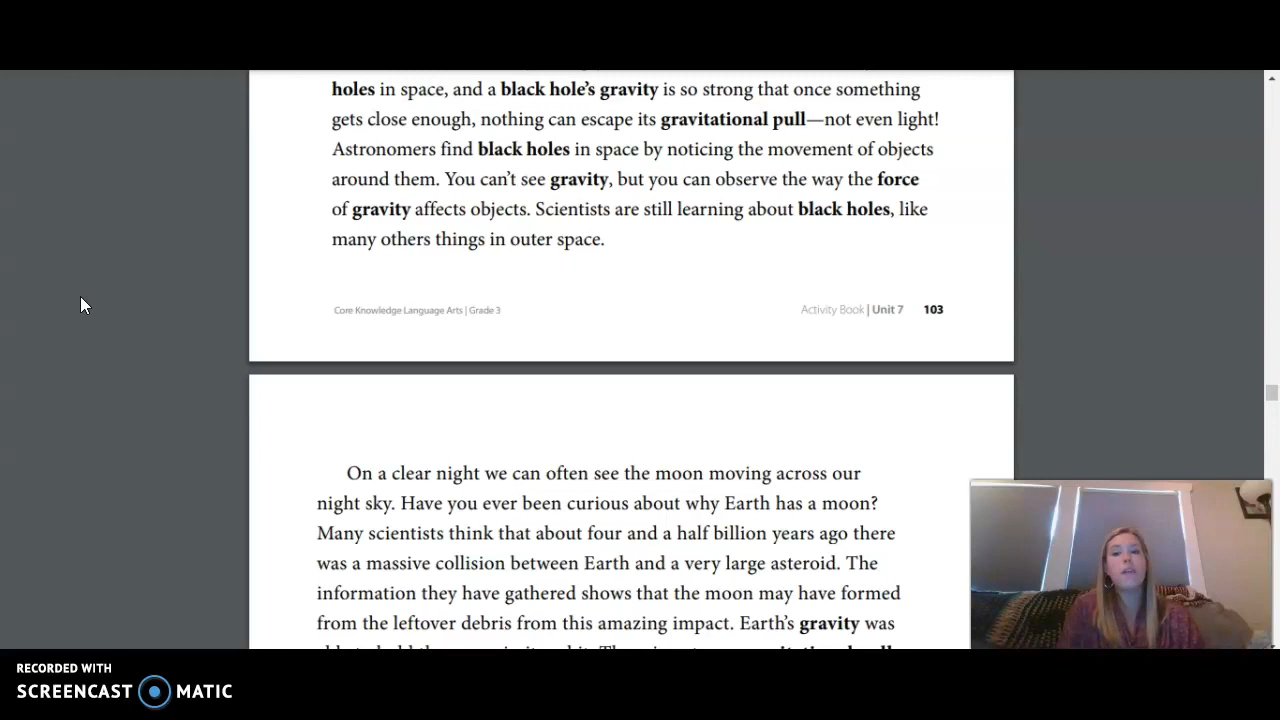 holes in space, and a black hole's gravity is so strong that once something
gets close enough, nothing can escape its gravitational pull—not even light!
Astronomers find black holes in space by noticing the movement of objects
around them. You can't see gravity, but you can observe the way the force
of gravity affects objects. Scientists are still learning about black holes, like
many others things in outer space.
Core Knowledge Language Arts | Grade 3
Activity Book | Unit 7 103
On a clear night we can often see the moon moving across our
night sky. Have you ever been curious about why Earth has a moon?
Many scientists think that about four and a half billion years ago there
was a massive collision between Earth and a very large asteroid. The
information they have gathered shows that the moon may have formed
from the leftover debris from this amazing impact. Earth's gravity was
RECORDED WITH
SCREENCAST MATIC